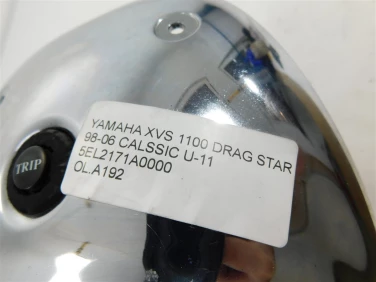 YAMAHA XVS 1100 DRAG STAR
98-06 CALSSIC U-11
5EL2171A0000
OL.A192
TRIP